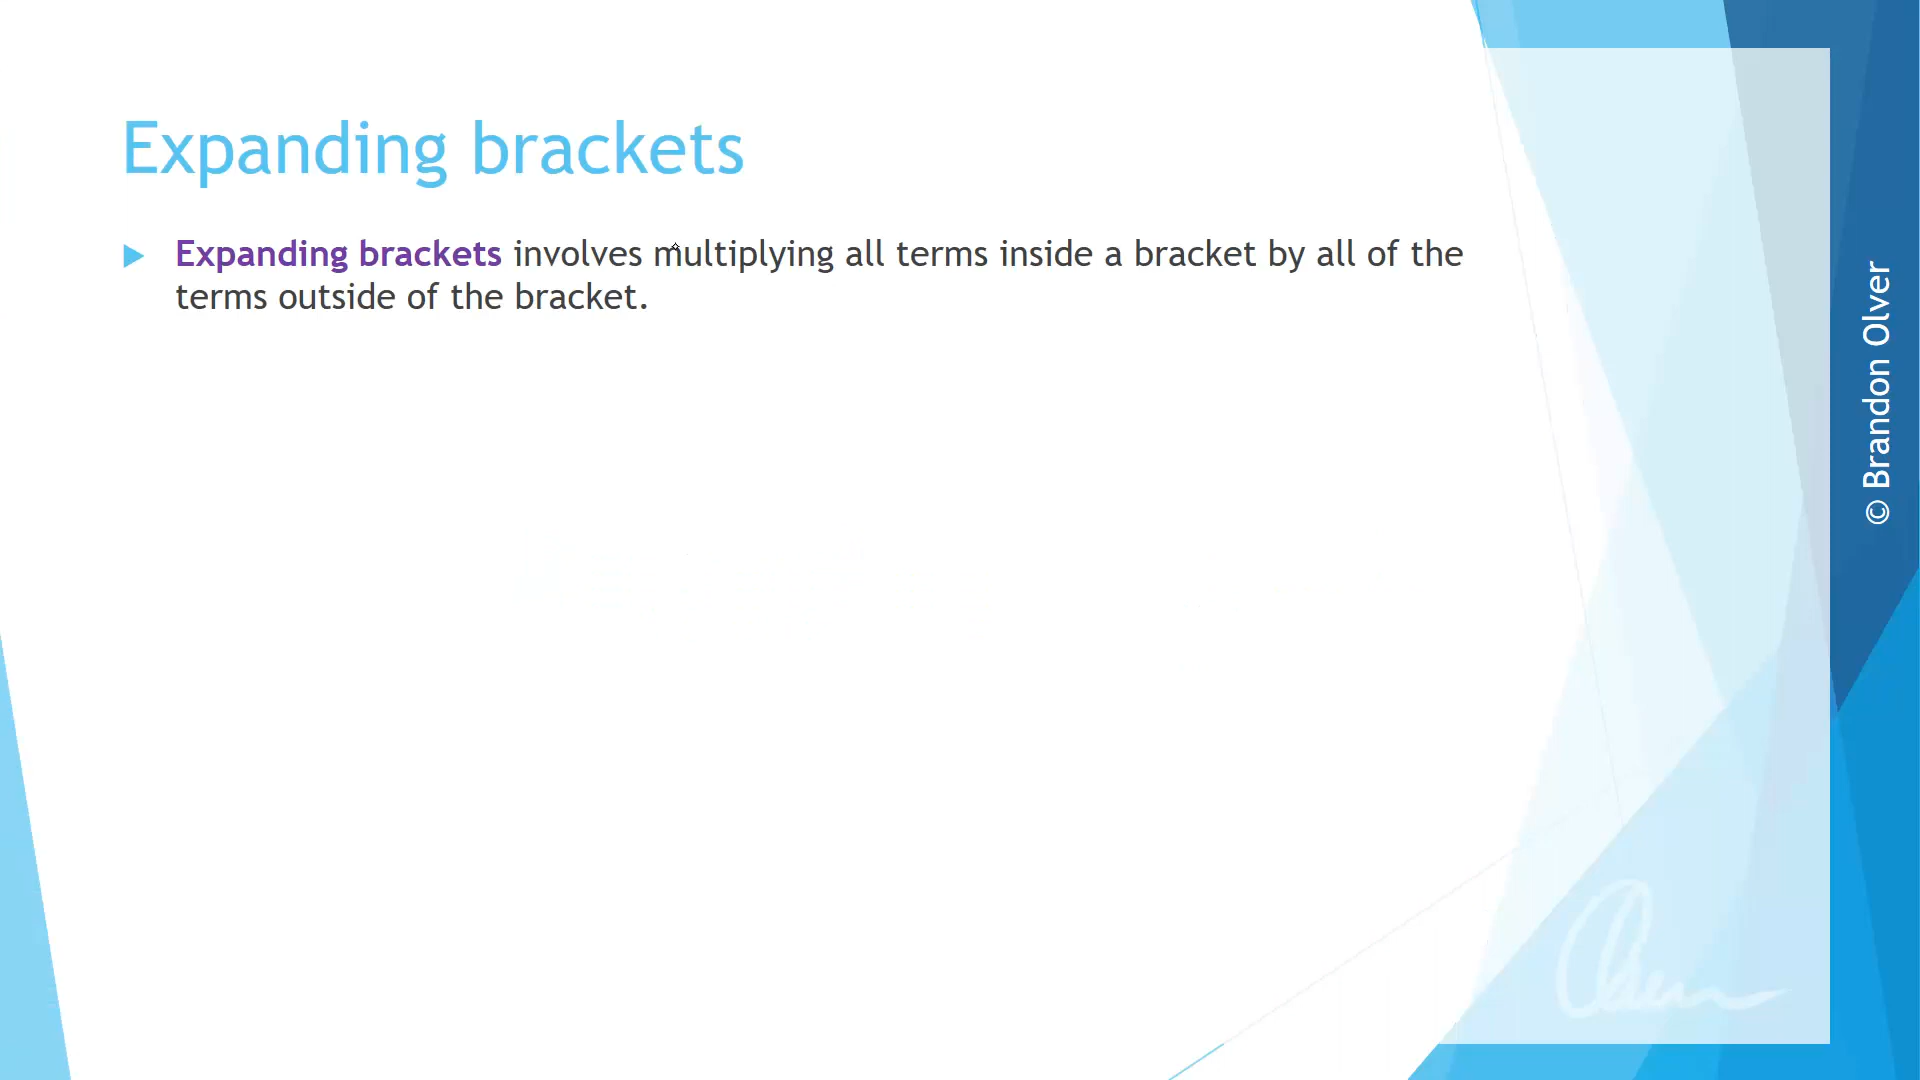 Expanding brackets
Expanding brackets involves multiplying all terms inside a bracket by all of the
terms outside of the bracket.
© Brandon Olver